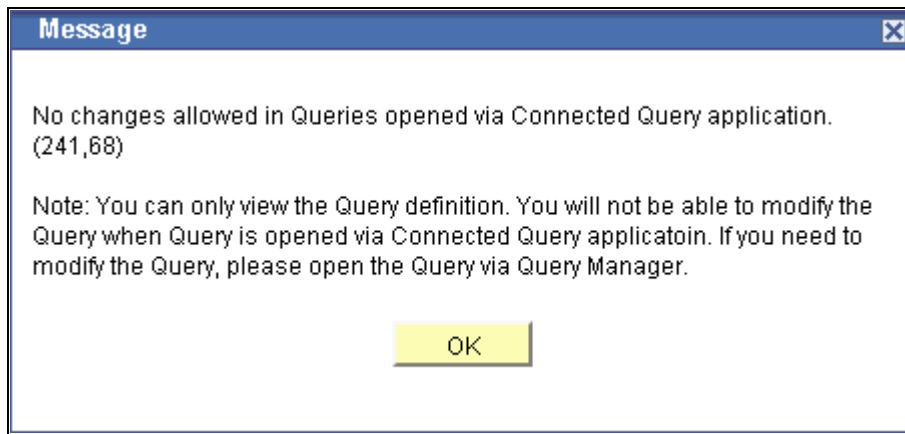 Message
No changes allowed in Queries opened via Connected Query application.
(241,68)
Note: You can only view the Query definition. You will not be able to modify the
Query when Query is opened via Connected Query applicatoin. If you need to
modify the Query, please open the Query via Query Manager.
OK